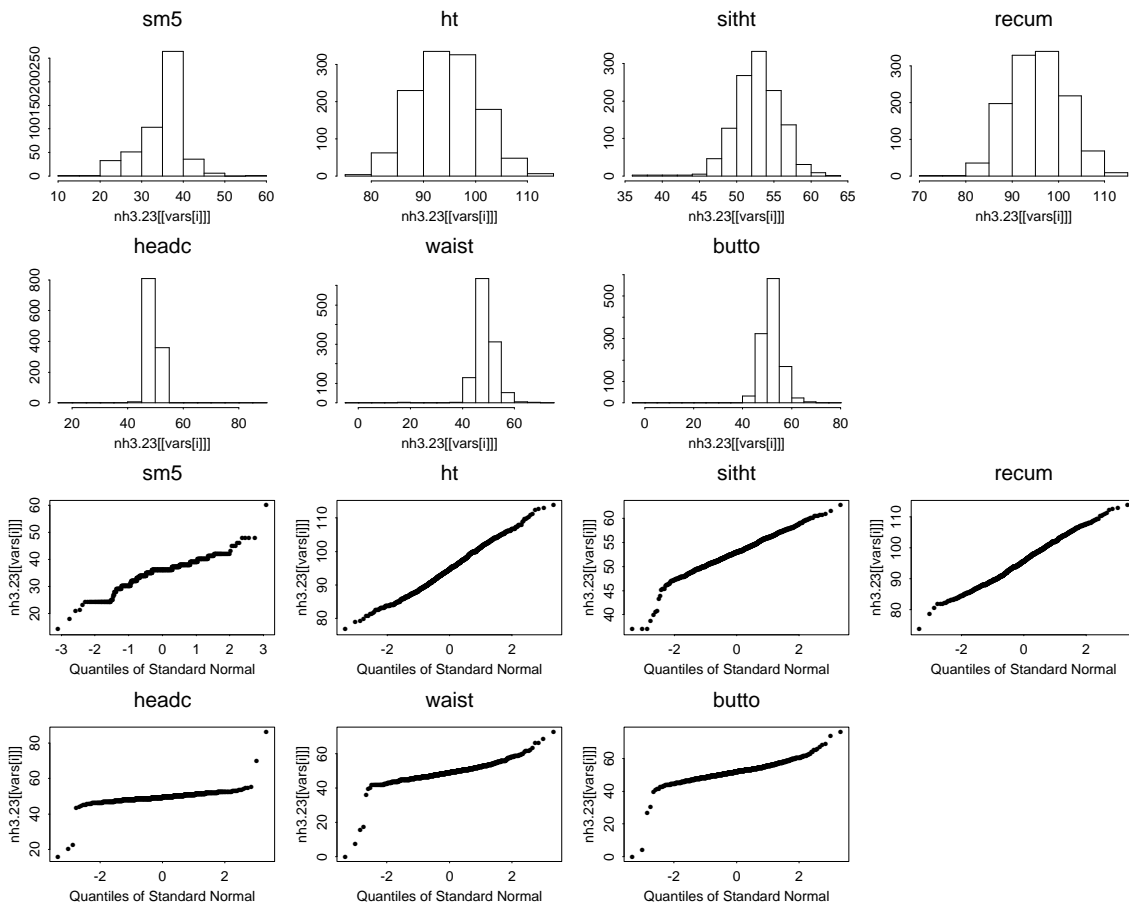 sm5 ht sitht recum
0 50 100 150 200 250
0 100 200 300
0 100 200 300
0 100 200 300
10 20 30 40 50 60
80 90 100 110
35 40 45 50 55 60 65
70 80 90 100 110
nh3.23[[vars[i]]] nh3.23[[vars[i]]] nh3.23[[vars[i]]] nh3.23[[vars[i]]]
headc waist butto
0 200 400 600 800
0 100 300 500
0 100 300 500
20 40 60 80
0 20 40 60
0 20 40 60 80
nh3.23[[vars[i]]] nh3.23[[vars[i]]] nh3.23[[vars[i]]]
sm5 ht sitht recum
nh3.23[[vars[i]]] nh3.23[[vars[i]]] nh3.23[[vars[i]]] nh3.23[[vars[i]]]
20 30 40 50 60
80 90 100 110
40 45 50 55 60
80 90 100 110
-3 -2 -1 0 1 2 3
-2 0 2
-2 0 2
-2 0 2
Quantiles of Standard Normal Quantiles of Standard Normal Quantiles of Standard Normal Quantiles of Standard Normal
headc waist butto
nh3.23[[vars[i]]] nh3.23[[vars[i]]] nh3.23[[vars[i]]]
20 40 60 80
0 20 40 60
0 20 40 60
-2 0 2
-2 0 2
-2 0 2
Quantiles of Standard Normal Quantiles of Standard Normal Quantiles of Standard Normal